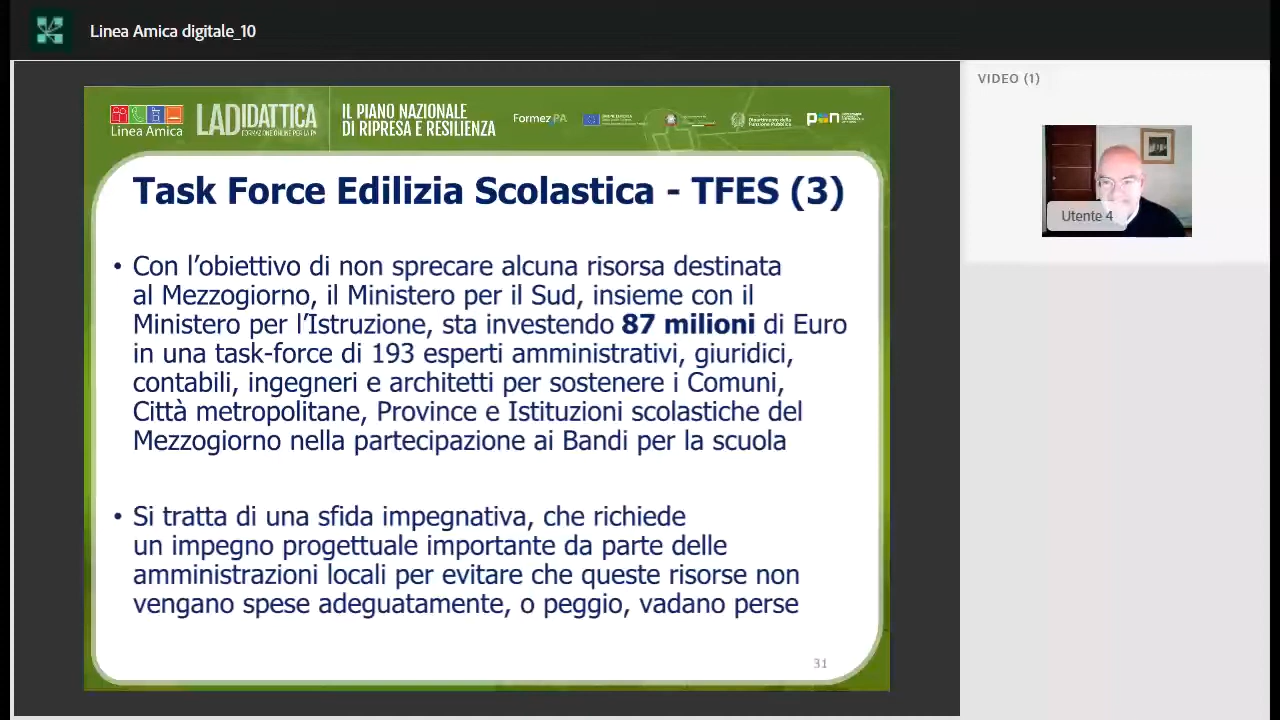 Linea Amica digitale_10
VIDEO (1)
Linea Amica
LADIDATTICA
FORMAZIONE ONLINE PER LA PA
IL PIANO NAZIONALE
DI RIPRESA E RESILIENZA
Formez PA
Dipartimento della
Funzione Pubblica
pon
Utente 4
Task Force Edilizia Scolastica - TFES (3)
• Con l’obiettivo di non sprecare alcuna risorsa destinata
al Mezzogiorno, il Ministero per il Sud, insieme con il
Ministero per l’Istruzione, sta investendo 87 milioni di Euro
in una task-force di 193 esperti amministrativi, giuridici,
contabili, ingegneri e architetti per sostenere i Comuni,
Città metropolitane, Province e Istituzioni scolastiche del
Mezzogiorno nella partecipazione ai Bandi per la scuola
• Si tratta di una sfida impegnativa, che richiede
un impegno progettuale importante da parte delle
amministrazioni locali per evitare che queste risorse non
vengano spese adeguatamente, o peggio, vadano perse
31